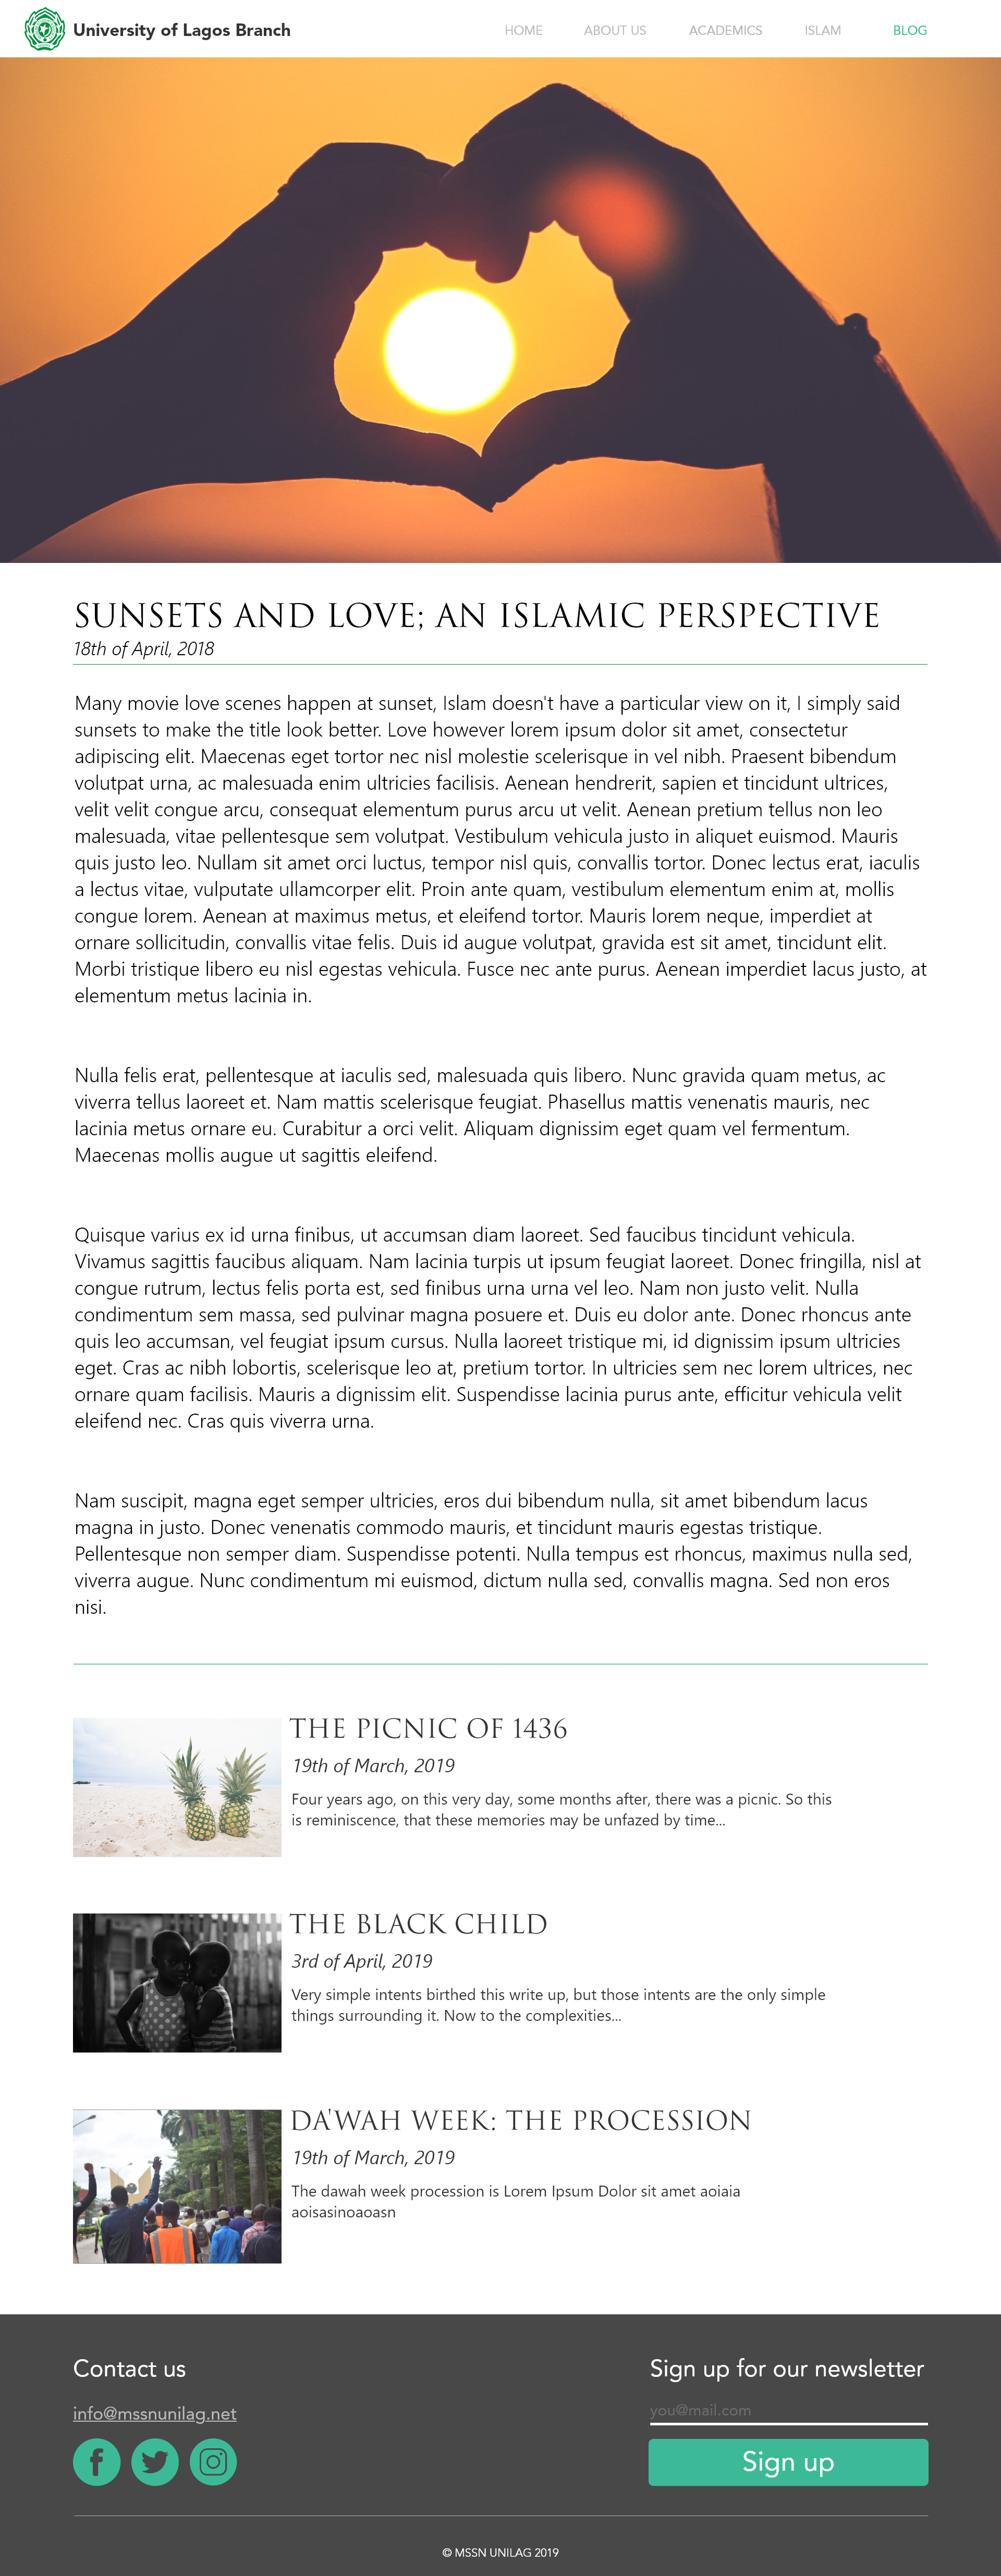 University of Lagos Branch
HOME ABOUT US ACADEMICS ISLAM BLOG
SUNSETS AND LOVE; AN ISLAMIC PERSPECTIVE
18th of April, 2018
Many movie love scenes happen at sunset, Islam doesn't have a particular view on it, I simply said
sunsets to make the title look better. Love however lorem ipsum dolor sit amet, consectetur
adipiscing elit. Maecenas eget tortor nec nisl molestie scelerisque in vel nibh. Praesent bibendum
volutpat urna, ac malesuada enim ultricies facilisis. Aenean hendrerit, sapien et tincidunt ultrices,
velit velit congue arcu, consequat elementum purus arcu ut velit. Aenean pretium tellus non leo
malesuada, vitae pellentesque sem volutpat. Vestibulum vehicula justo in aliquet euismod. Mauris
quis justo leo. Nullam sit amet orci luctus, tempor nisl quis, convallis tortor. Donec lectus erat, iaculis
a lectus vitae, vulputate ullamcorper elit. Proin ante quam, vestibulum elementum enim at, mollis
congue lorem. Aenean at maximus metus, et eleifend tortor. Mauris lorem neque, imperdiet at
ornare sollicitudin, convallis vitae felis. Duis id augue volutpat, gravida est sit amet, tincidunt elit.
Morbi tristique libero eu nisl egestas vehicula. Fusce nec ante purus. Aenean imperdiet lacus justo, at
elementum metus lacinia in.
Nulla felis erat, pellentesque at iaculis sed, malesuada quis libero. Nunc gravida quam metus, ac
viverra tellus laoreet et. Nam mattis scelerisque feugiat. Phasellus mattis venenatis mauris, nec
lacinia metus ornare eu. Curabitur a orci velit. Aliquam dignissim eget quam vel fermentum.
Maecenas mollis augue ut sagittis eleifend.
Quisque varius ex id urna finibus, ut accumsan diam laoreet. Sed faucibus tincidunt vehicula.
Vivamus sagittis faucibus aliquam. Nam lacinia turpis ut ipsum feugiat laoreet. Donec fringilla, nisl at
congue rutrum, lectus felis porta est, sed finibus urna urna vel leo. Nam non justo velit. Nulla
condimentum sem massa, sed pulvinar magna posuere et. Duis eu dolor ante. Donec rhoncus ante
quis leo accumsan, vel feugiat ipsum cursus. Nulla laoreet tristique mi, id dignissim ipsum ultricies
eget. Cras ac nibh lobortis, scelerisque leo at, pretium tortor. In ultricies sem nec lorem ultrices, nec
ornare quam facilisis. Mauris a dignissim elit. Suspendisse lacinia purus ante, efficitur vehicula velit
eleifend nec. Cras quis viverra urna.
Nam suscipit, magna eget semper ultricies, eros dui bibendum nulla, sit amet bibendum lacus
magna in justo. Donec venenatis commodo mauris, et tincidunt mauris egestas tristique.
Pellentesque non semper diam. Suspendisse potenti. Nulla tempus est rhoncus, maximus nulla sed,
viverra augue. Nunc condimentum mi euismod, dictum nulla sed, convallis magna. Sed non eros
nisi.
THE PICNIC OF 1436
19th of March, 2019
Four years ago, on this very day, some months after, there was a picnic. So this
is reminiscence, that these memories may be unfazed by time...
THE BLACK CHILD
3rd of April, 2019
Very simple intents birthed this write up, but those intents are the only simple
things surrounding it. Now to the complexities...
DA'WAH WEEK: THE PROCESSION
19th of March, 2019
The dawah week procession is Lorem Ipsum Dolor sit amet aoiaia
aoisasinoaoasn
Contact us
info@mssnunilag.net
Sign up for our newsletter
you@mail.com
Sign up
© MSSN UNILAG 2019